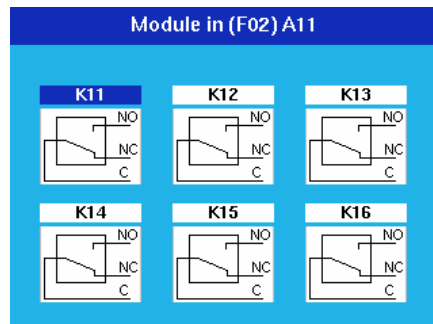 Module in (F02) A11
K11 K12 K13
NO NO NO
NC NC NC
C C C
K14 K15 K16
NO NO NO
NC NC NC
C C C